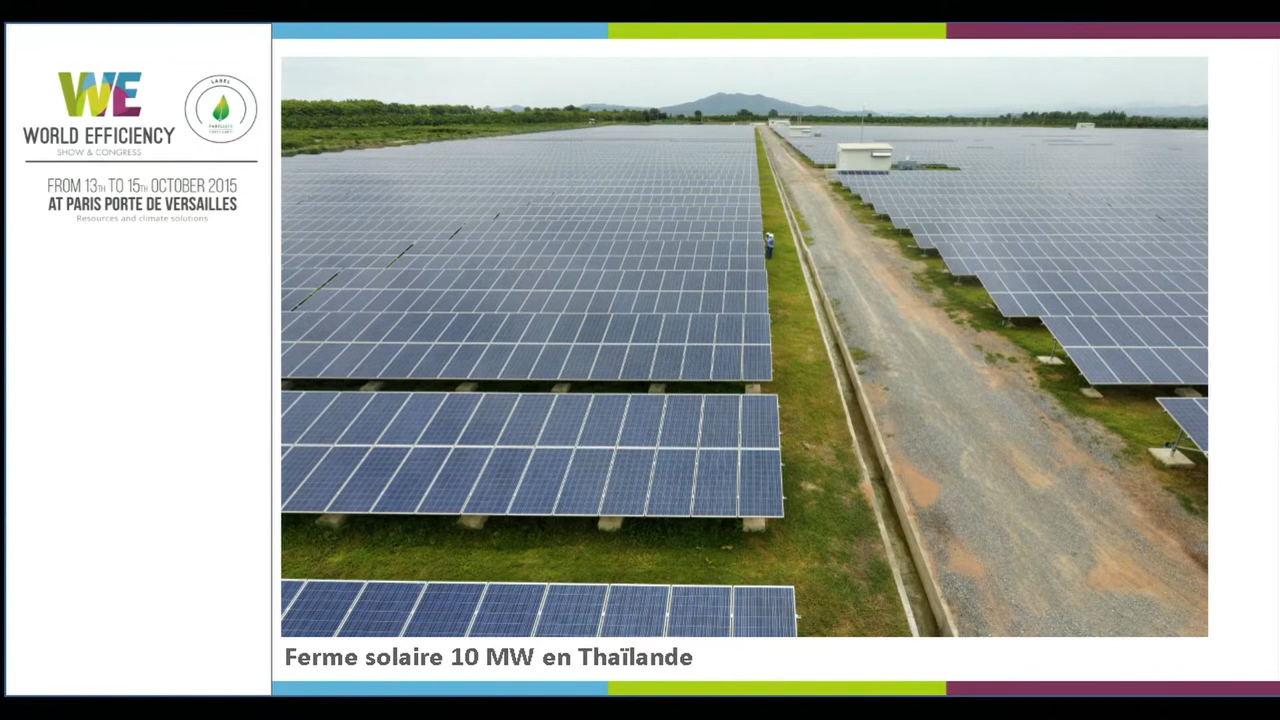 WE
WORLD EFFICIENCY
SHOW & CONGRESS
LABEL
FROM 13TH TO 15TH OCTOBER 2015
AT PARIS PORTE DE VERSAILLES
Resources and climate solutions
Ferme solaire 10 MW en Thaïlande